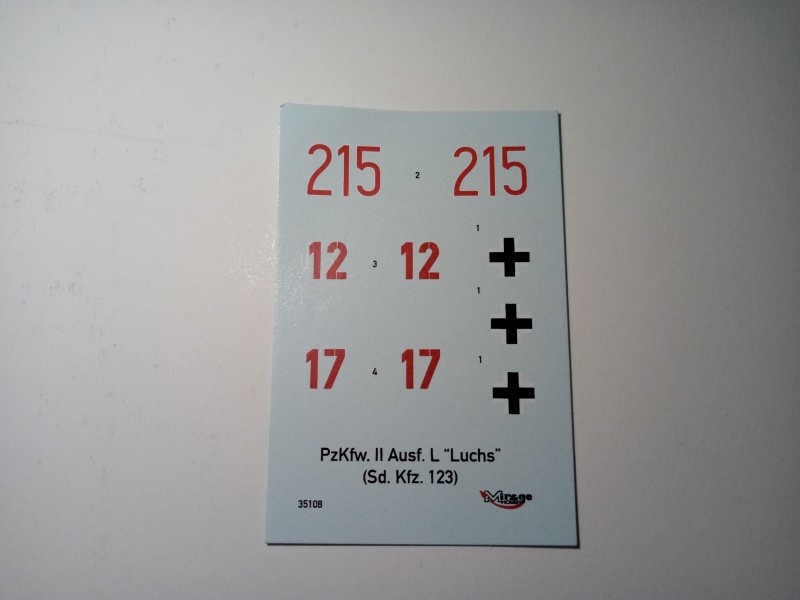 215 2 215
1
12 3 12
1
17 4 17
1
PzKfw. II Ausf. L "Luchs"
(Sd. Kfz. 123)
35108
Mirage